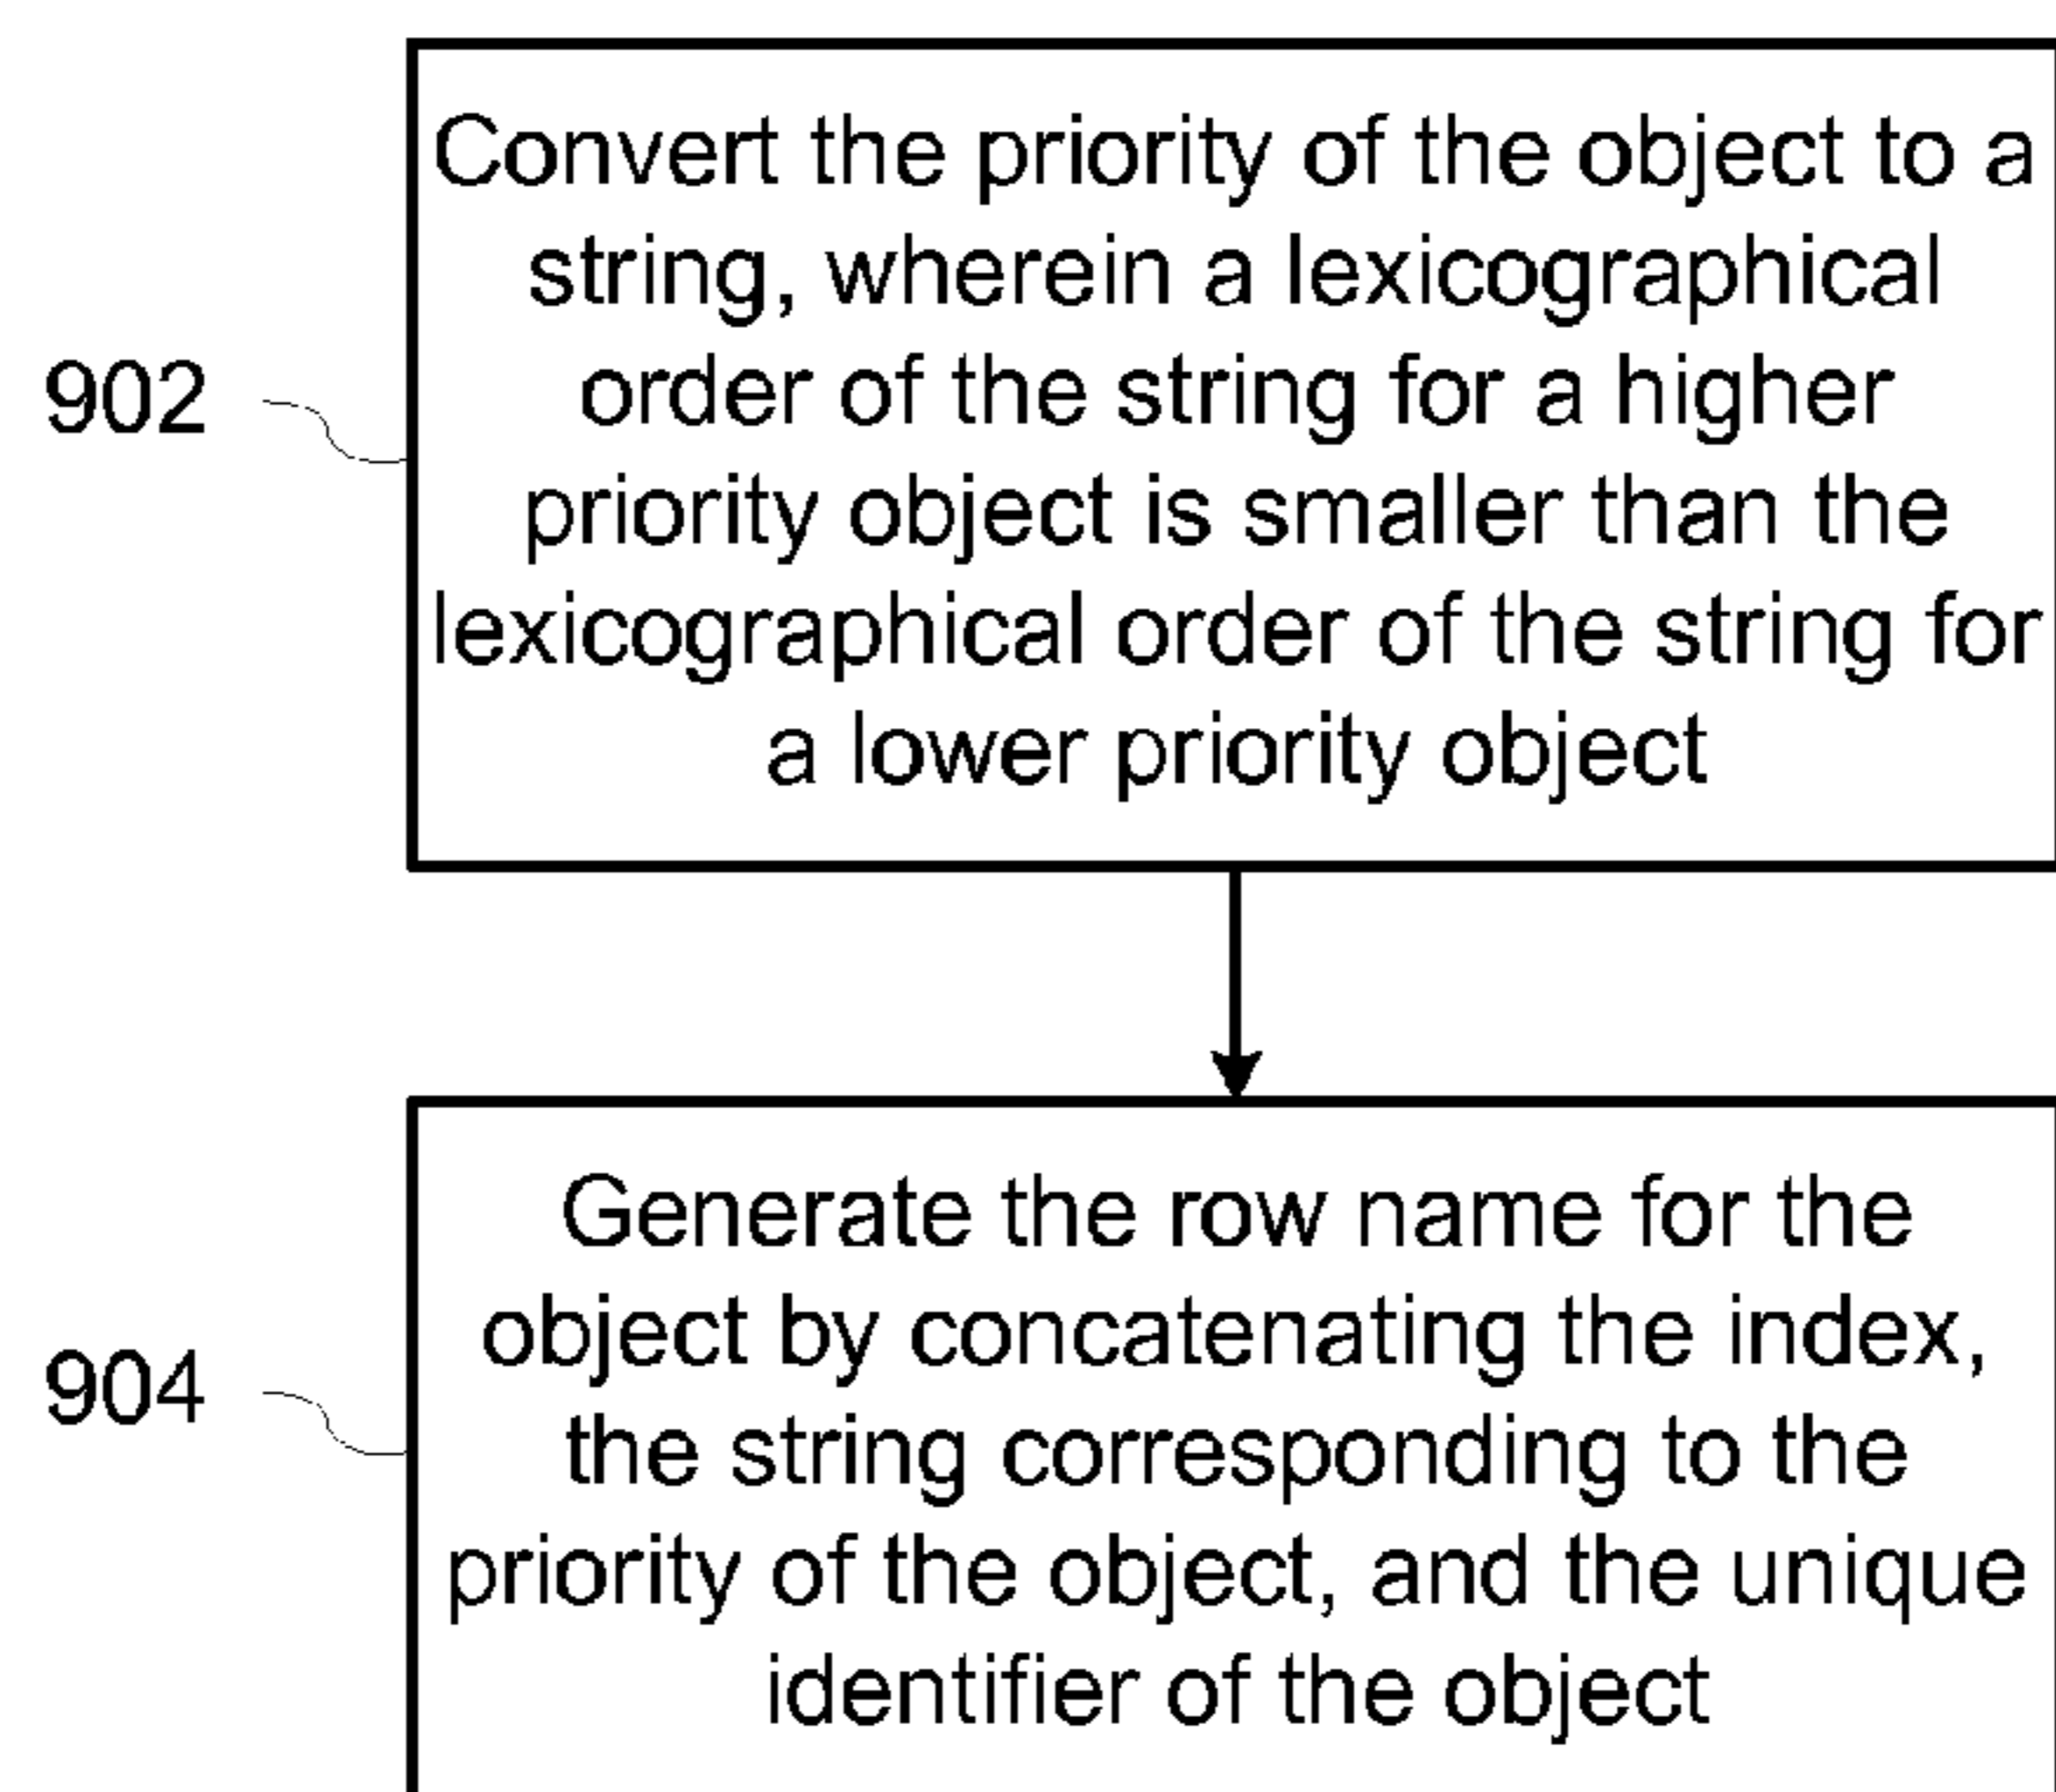 Convert the priority of the object to a
string, wherein a lexicographical
order of the string for a higher
priority object is smaller than the
lexicographical order of the string for
a lower priority object
902
Generate the row name for the
object by concatenating the index,
the string corresponding to the
priority of the object, and the unique
identifier of the object
904